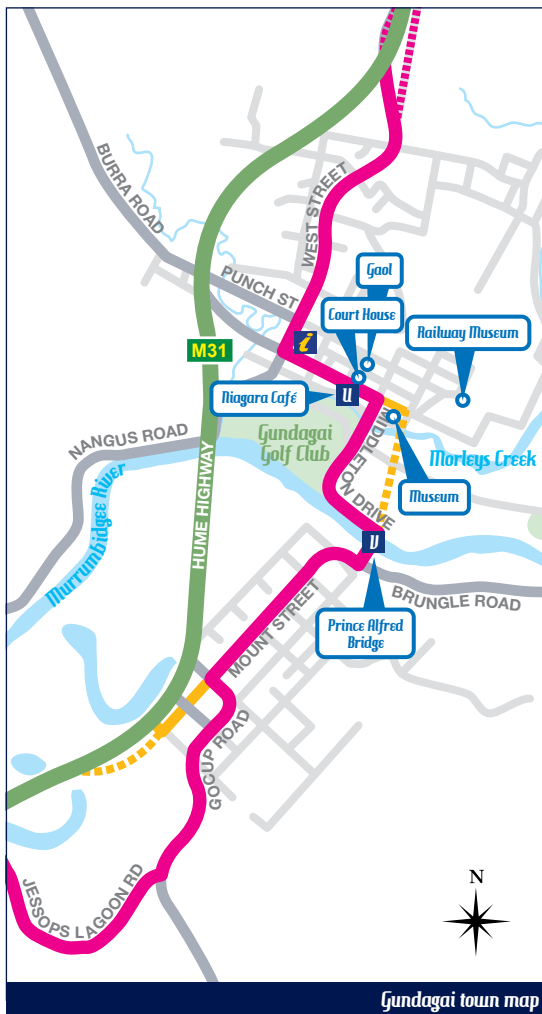 BURRA ROAD
WEST STREET
PUNCH ST
Gaol
Court House
Railway Museum
i
M31
Niagara Café
U
NANGUS ROAD
Gundagai
Golf Club
MIDDLETON DRIVE
Morleys Creek
Museum
Murrumbidgee River
HUME HIGHWAY
V
BRUNGLE ROAD
MOUNT STREET
Prince Alfred
Bridge
GOCUP ROAD
JESSOPS LAGOON RD
N
Gundagai town map